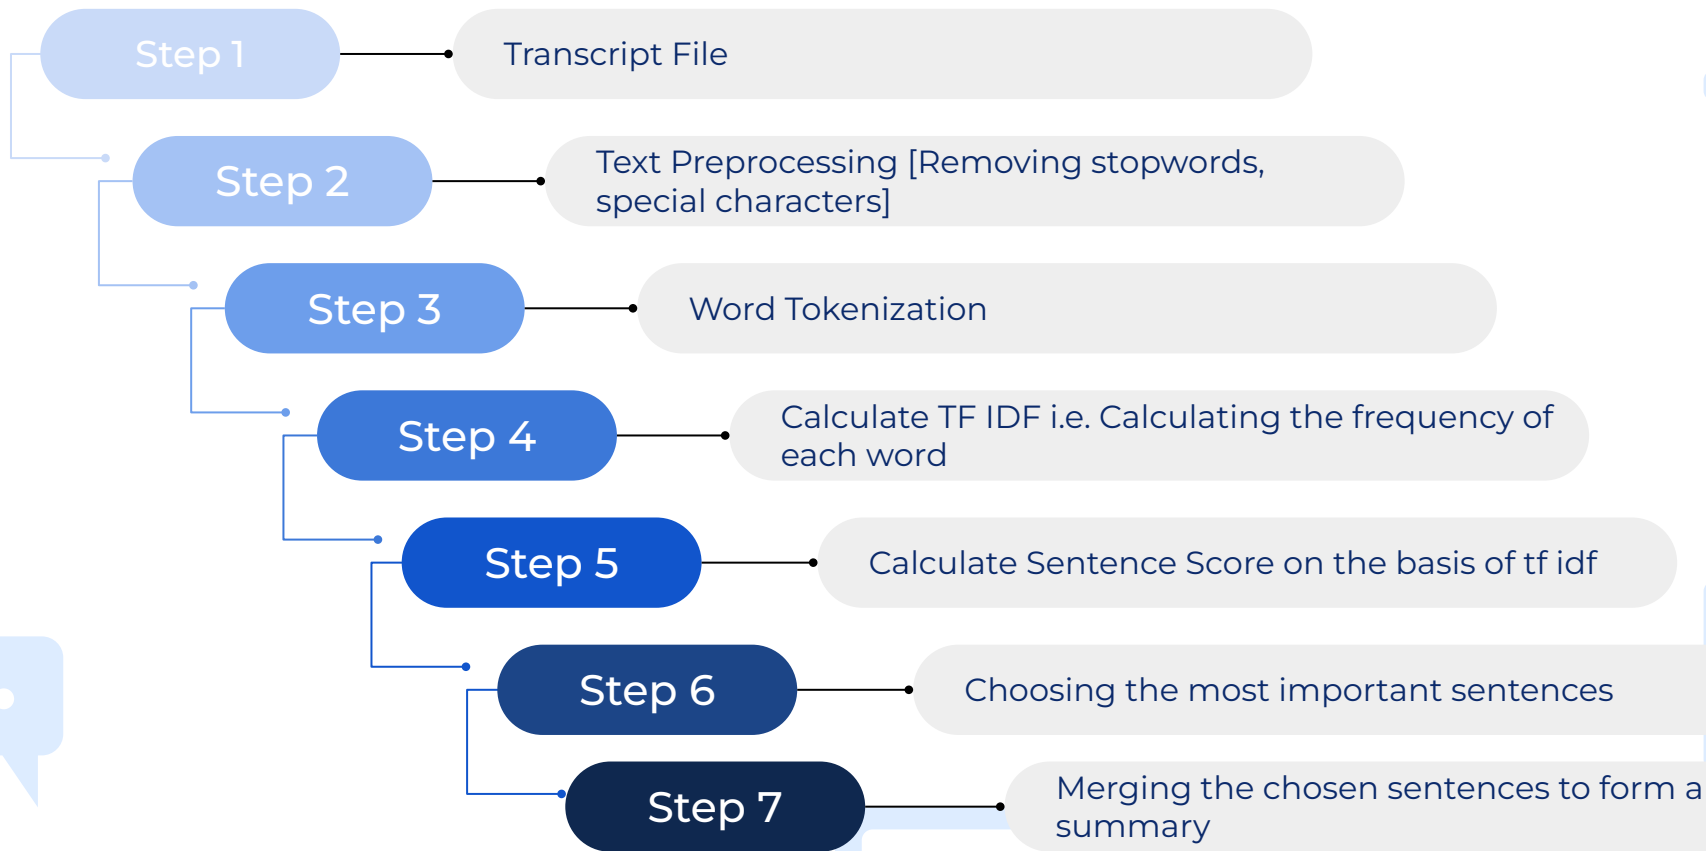 Step 1
Transcript File
Step 2
Text Preprocessing [Removing stopwords,
special characters]
Step 3
Word Tokenization
Step 4
Calculate TF IDF i.e. Calculating the frequency of
each word
Step 5
Calculate Sentence Score on the basis of tf idf
Step 6
Choosing the most important sentences
Step 7
Merging the chosen sentences to form a
summary